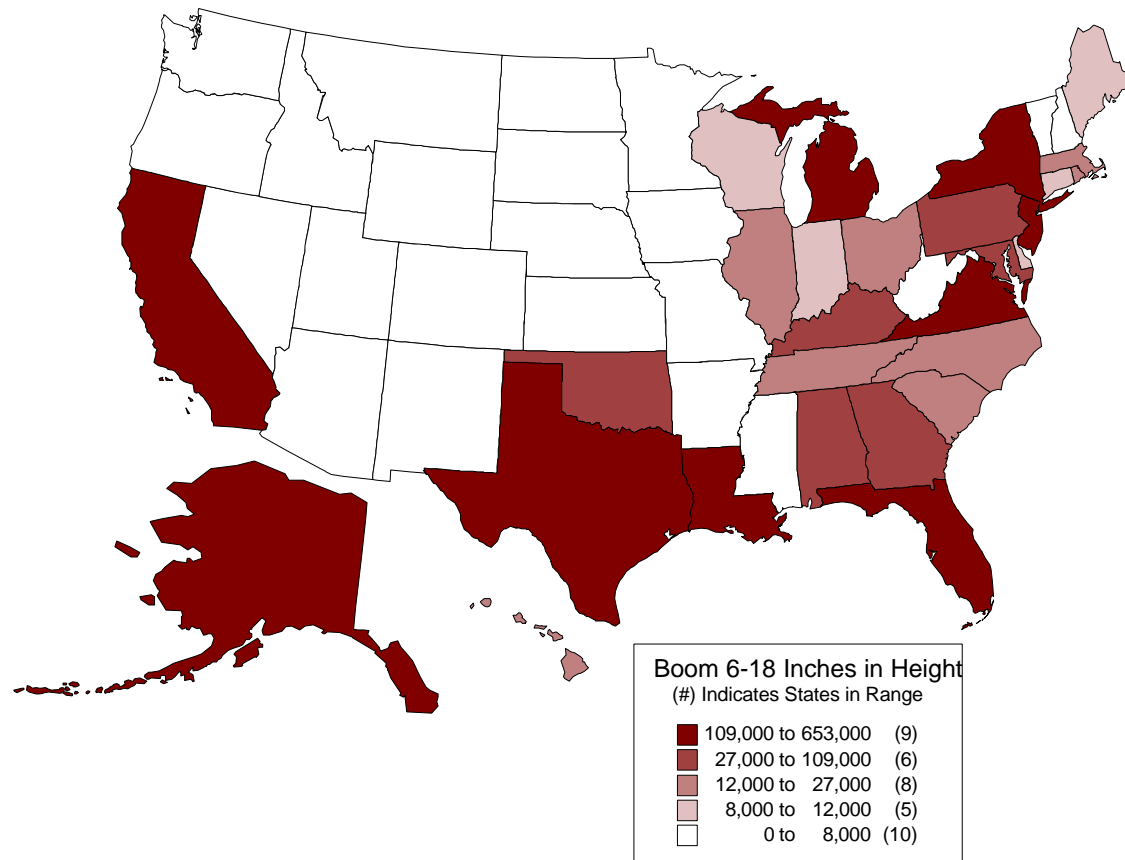 Boom 6-18 Inches in Height
(#) Indicates States in Range
109,000 to 653,000 (9)
27,000 to 109,000 (6)
12,000 to 27,000 (8)
8,000 to 12,000 (5)
0 to 8,000 (10)